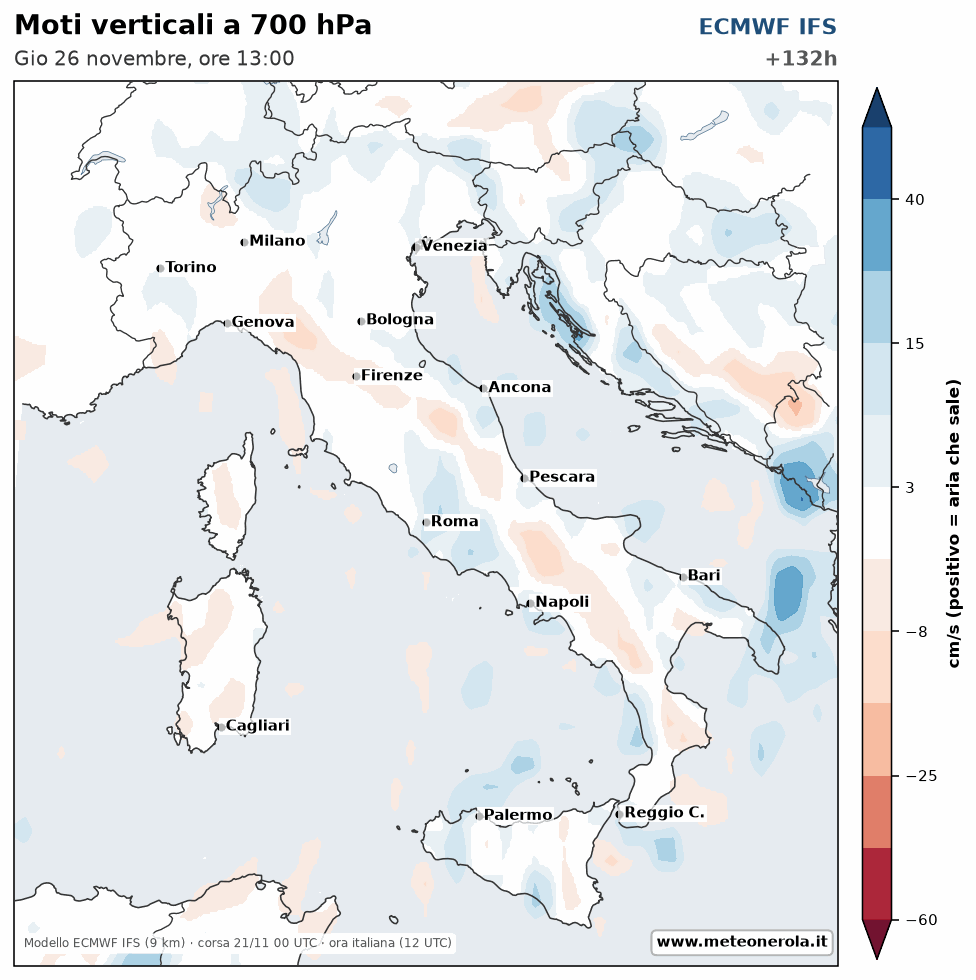 Moti verticali a 700 hPa
ECMWF IFS
Gio 26 novembre, ore 13:00
+132h
Milano
Venezia
Torino
Genova
Bologna
Firenze
Ancona
Pescara
Roma
Bari
Napoli
Cagliari
Palermo
Reggio C.
40
15
3
−8
−25
−60
cm/s (positivo = aria che sale)
Modello ECMWF IFS (9 km) · corsa 21/11 00 UTC · ora italiana (12 UTC)
www.meteonerola.it